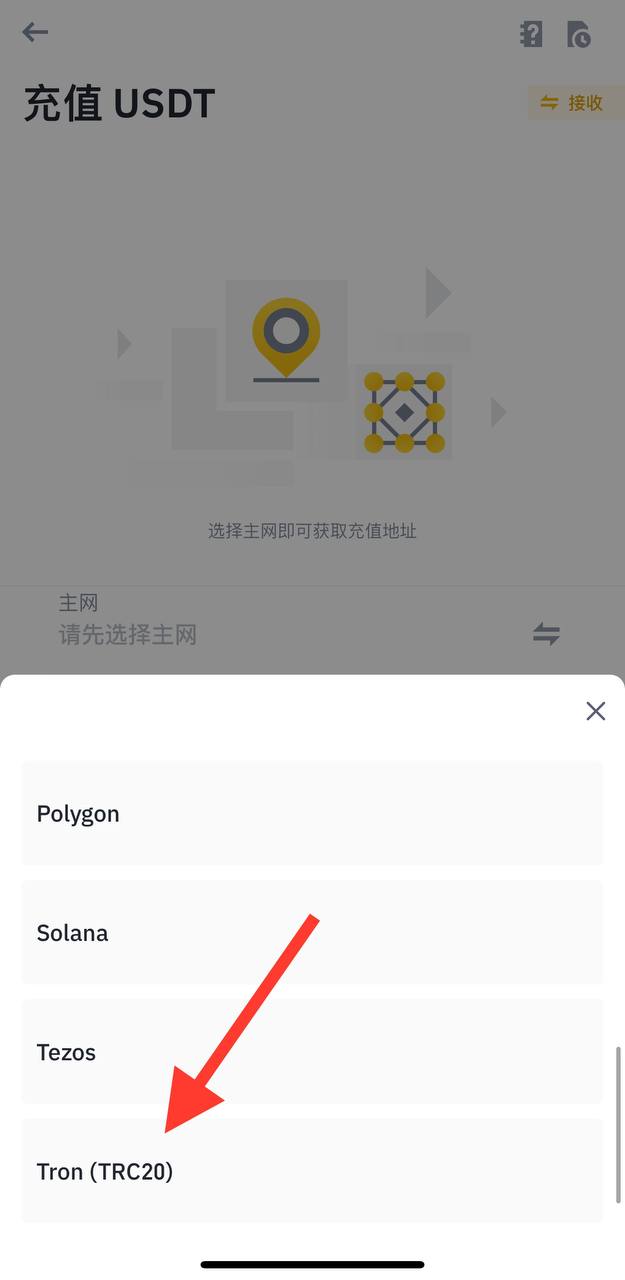 充值 USDT
接收
选择主网即可获取充值地址
主网
请先选择主网
Polygon
Solana
Tezos
Tron (TRC20)